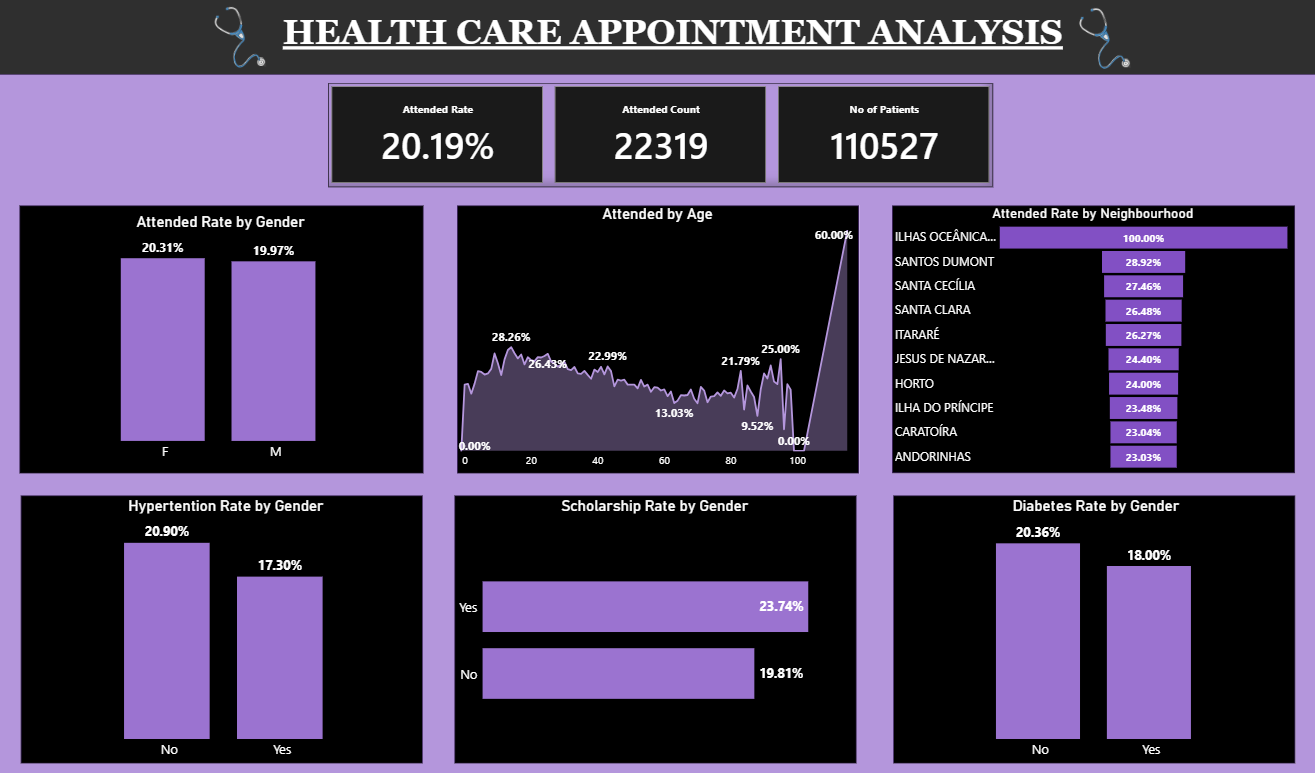 HEALTH CARE APPOINTMENT ANALYSIS
Attended Rate
20.19%
Attended Count
22319
No of Patients
110527
Attended Rate by Gender
20.31%
19.97%
F
M
Attended by Age
60.00%
28.26%
26.43%
22.99%
13.03%
21.79%
9.52%
25.00%
0.00%
0.00%
0
20
40
60
80
100
Attended Rate by Neighbourhood
ILHAS OCEÂNICA... 100.00%
SANTOS DUMONT 28.92%
SANTA CECÍLIA 27.46%
SANTA CLARA 26.48%
ITARARÉ 26.27%
JESUS DE NAZAR... 24.40%
HORTO 24.00%
ILHA DO PRÍNCIPE 23.48%
CARATOÍRA 23.04%
ANDORINHAS 23.03%
Hypertention Rate by Gender
20.90%
17.30%
No
Yes
Scholarship Rate by Gender
Yes 23.74%
No 19.81%
Diabetes Rate by Gender
20.36%
18.00%
No
Yes